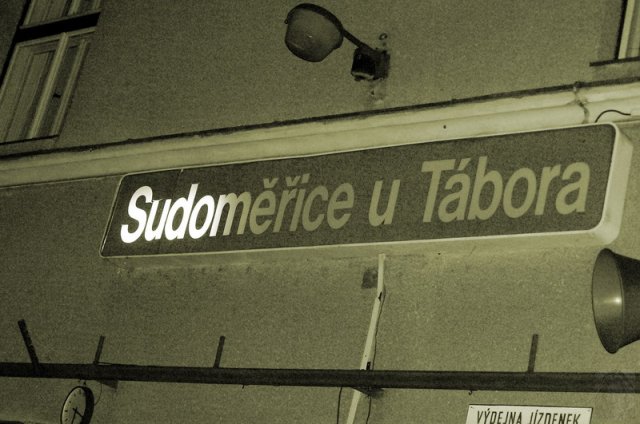 Sudoměřice u Tábora
VÝDEJNA JÍZDENEK